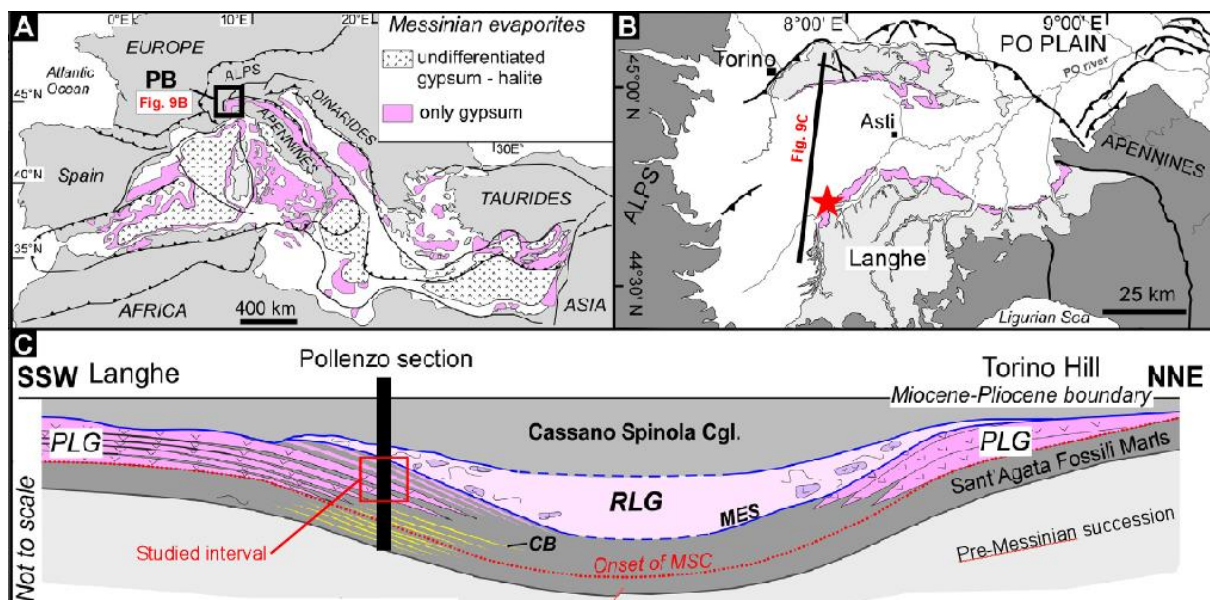 A
0°E
10°E
20°E
EUROPE
Atlantic
Ocean
PB
Fig. 9B
ALPS
DINARIDES
APENNINES
45°N
40°N
35°N
Spain
AFRICA
400 km
30E°
TAURIDES
ASIA
Messinian evaporites
undifferentiated
gypsum - halite
only gypsum
B
8°00' E
9°00' E
PO PLAIN
PO river
Torino
45°00' N
Asti
Fig. 9C
ALPS
APENNINES
Langhe
44°30' N
25 km
Ligurian Sea
C
Pollenzo section
SSW Langhe
Torino Hill
NNE
Miocene-Pliocene boundary
PLG
Cassano Spinola Cgl.
PLG
Sant'Agata Fossili Marls
RLG
MES
Not to scale
Studied interval
CB
Onset of MSC
Pre-Messinian succession